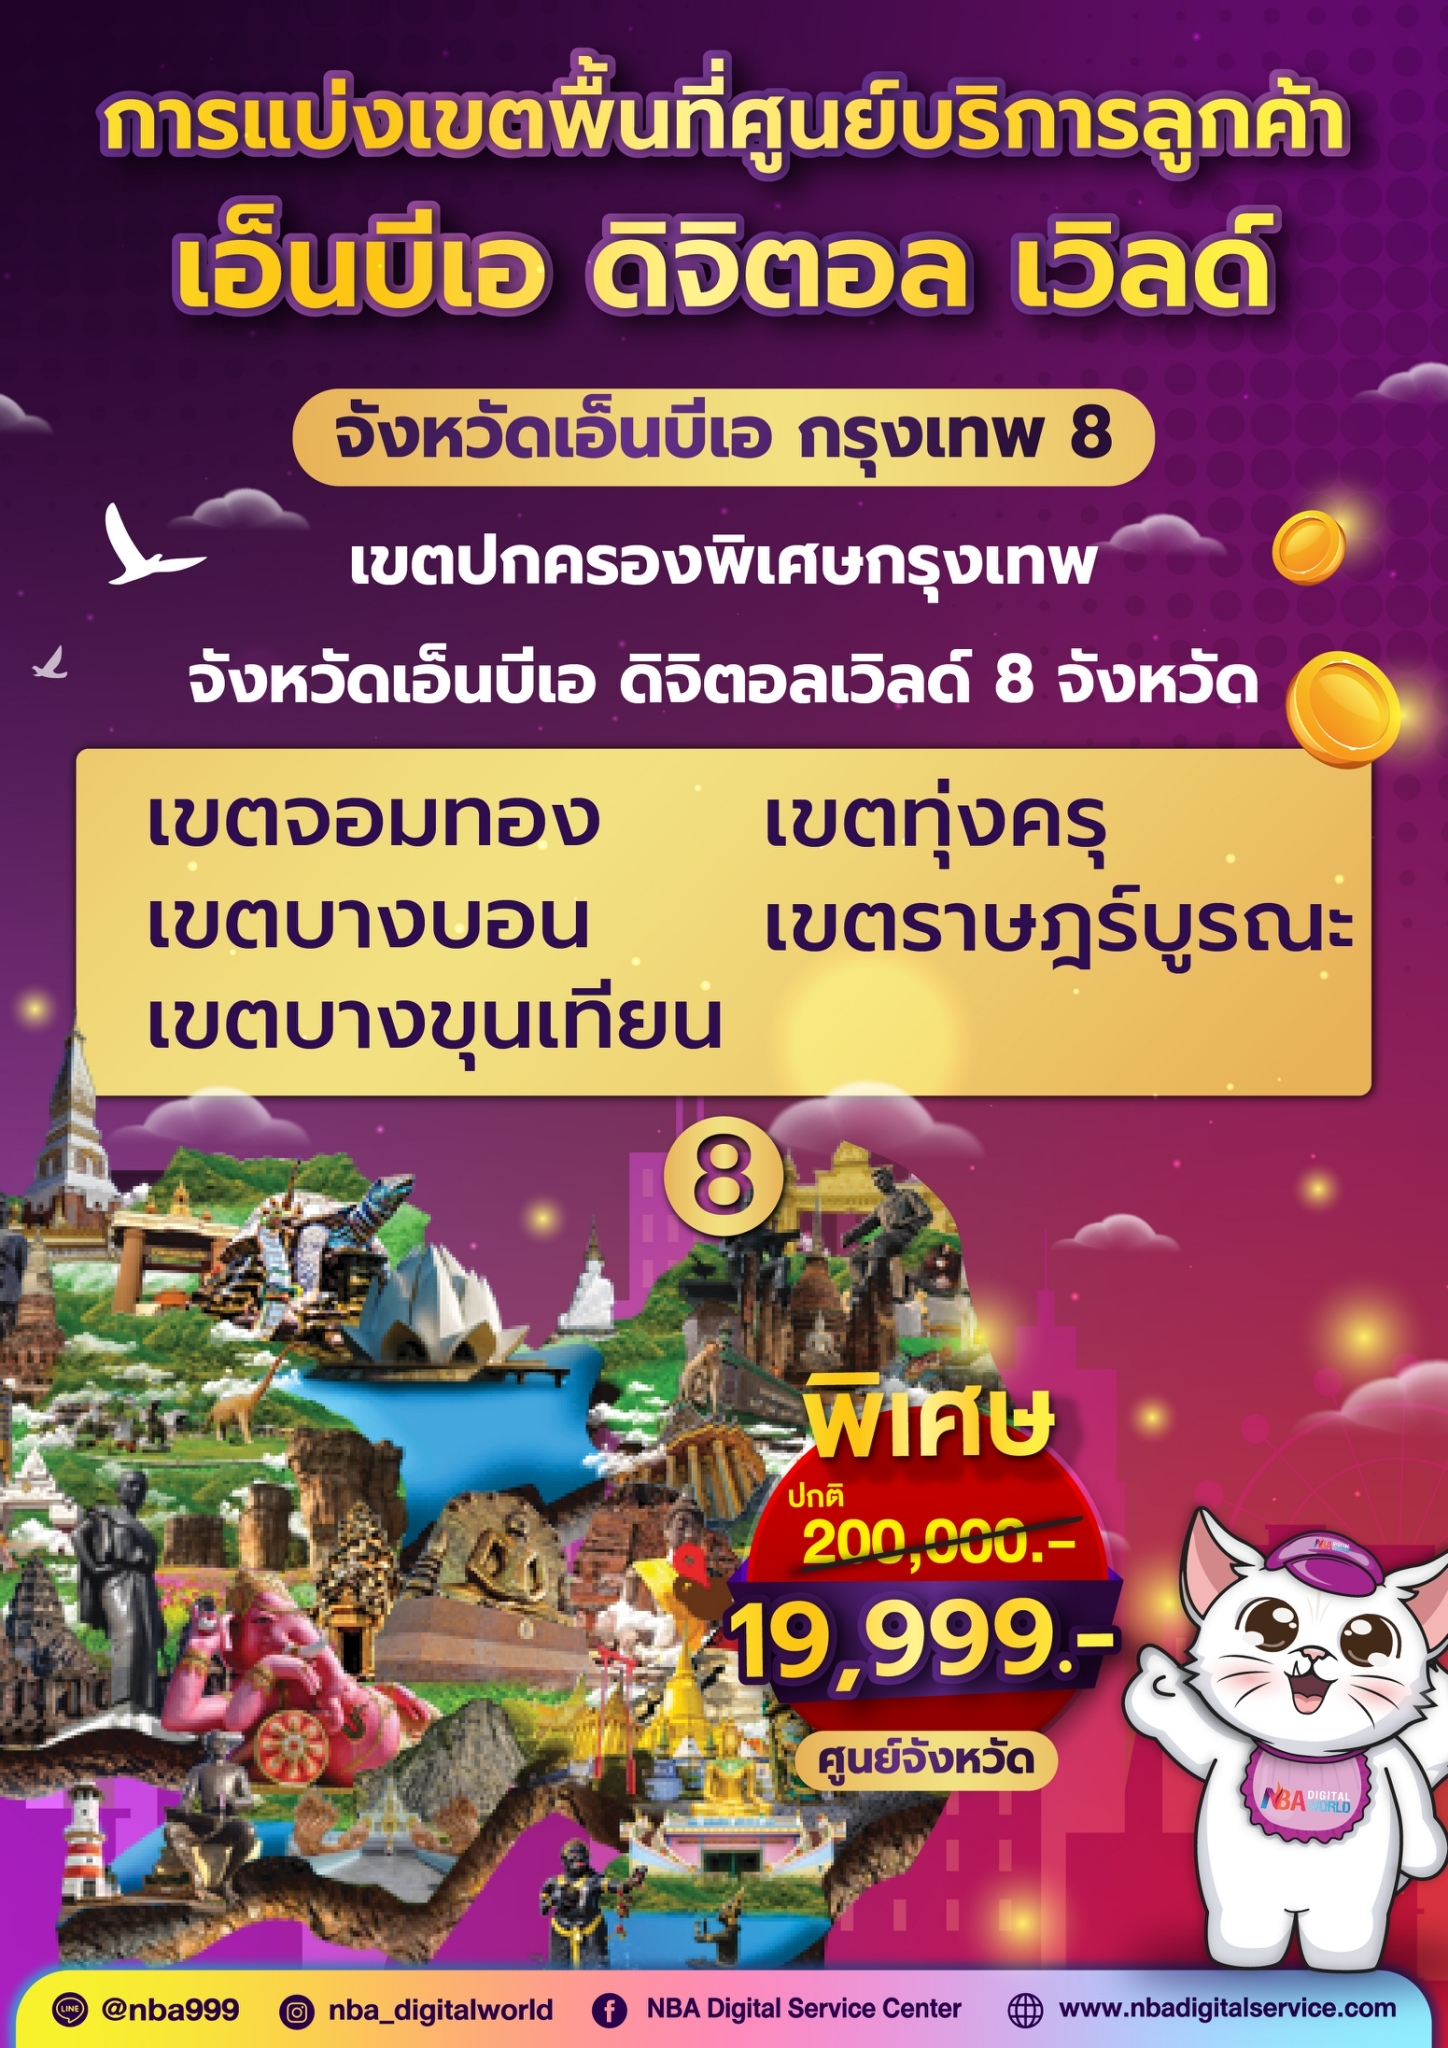 การแบ่งเขตพื้นที่ศูนย์บริการลูกค้า
เอ็นบีเอ ดิจิตอล เวิลด์
จังหวัดเอ็นบีเอ กรุงเทพ 8
เขตปกครองพิเศษกรุงเทพ
จังหวัดเอ็นบีเอ ดิจิตอลเวิลด์ 8 จังหวัด
เขตจอมทอง
เขตบางบอน
เขตบางขุนเทียน
เขตทุ่งครุ
เขตราษฎร์บูรณะ
8
พิเศษ
ปกติ
200,000.-
19,999.-
ศูนย์จังหวัด
NBA DIGITAL
WORLD
LINE @nba999 nba_digitalworld NBA Digital Service Center www.nbadigitalservice.com